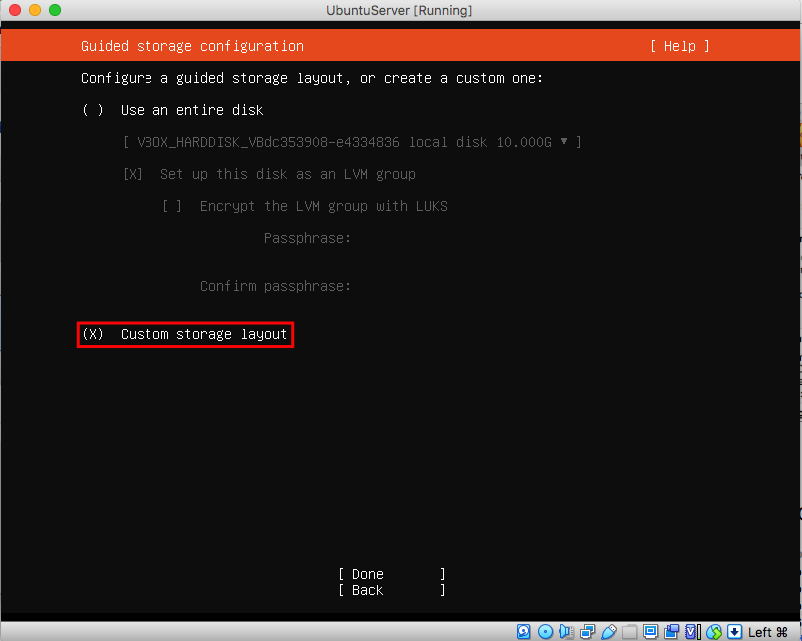 UbuntuServer [Running]
Guided storage configuration [ Help ]
Configure a guided storage layout, or create a custom one:
( ) Use an entire disk
[ VBOX_HARDDISK_VBdc353908-e4334836 local disk 10.000G ▾ ]
[X] Set up this disk as an LVM group
[ ] Encrypt the LVM group with LUKS
Passphrase:
Confirm passphrase:
(X) Custom storage layout
[ Done ]
[ Back ]
Left ⌘